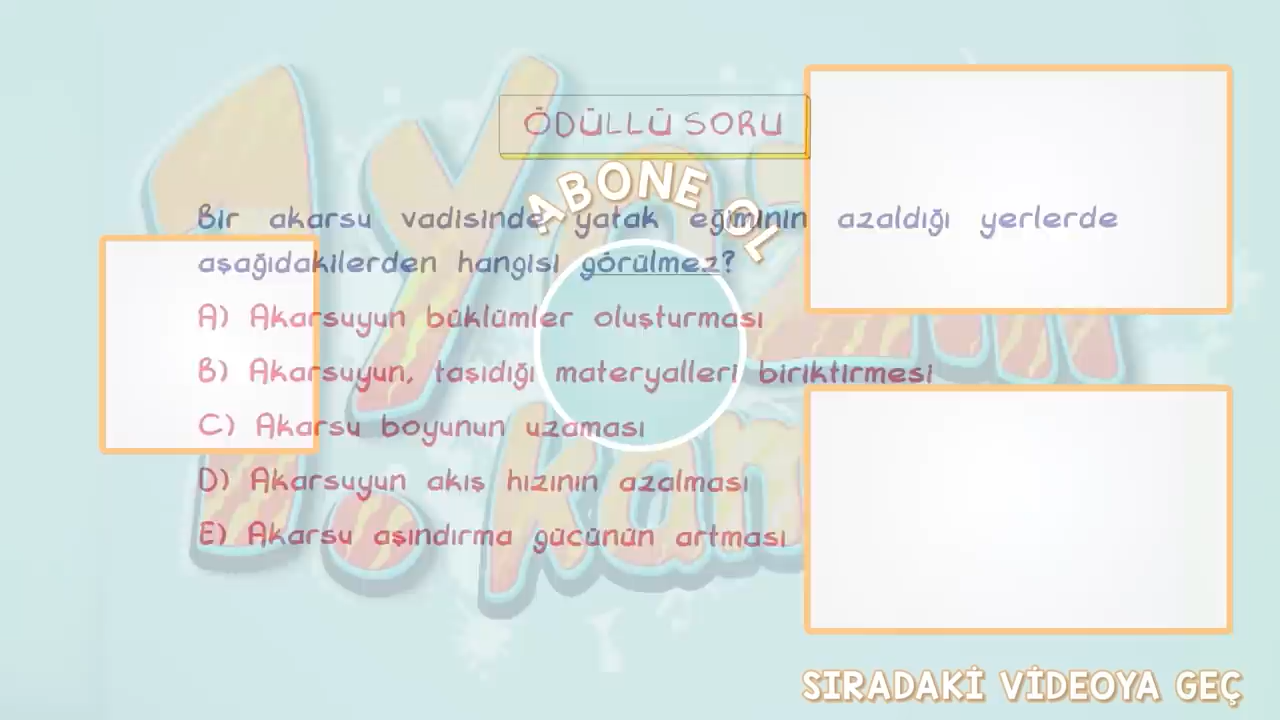 ÖDÜLLÜ SORU
ABONE OL
Bir akarsu vadisinde yatak eğiminin azaldığı yerlerde
aşağıdakilerden hangisi görülmez?
A) Akarsuyun büklümler oluşturması
B) Akarsuyun, taşıdığı materyalleri biriktirmesi
C) Akarsu boyunun uzaması
D) Akarsuyun akış hızının azalması
E) Akarsu aşındırma gücünün artması
SIRADAKİ VİDEOYA GEÇ